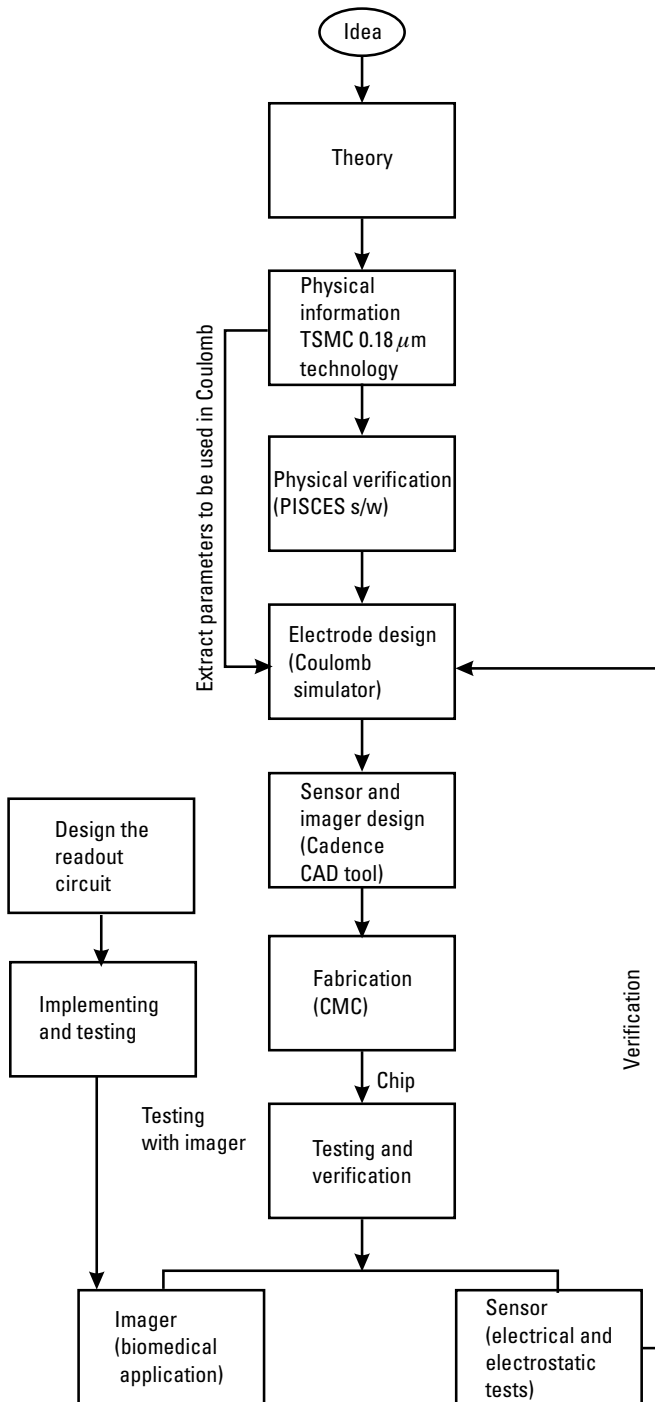 Idea
Theory
Physical
information
TSMC 0.18 μm
technology
Extract parameters to be used in Coulomb
Physical verification
(PISCES s/w)
Electrode design
(Coulomb
simulator)
Sensor and
imager design
(Cadence
CAD tool)
Design the
readout
circuit
Fabrication
(CMC)
Implementing
and testing
Verification
Chip
Testing
with imager
Testing and
verification
Imager
(biomedical
application)
Sensor
(electrical and
electrostatic
tests)